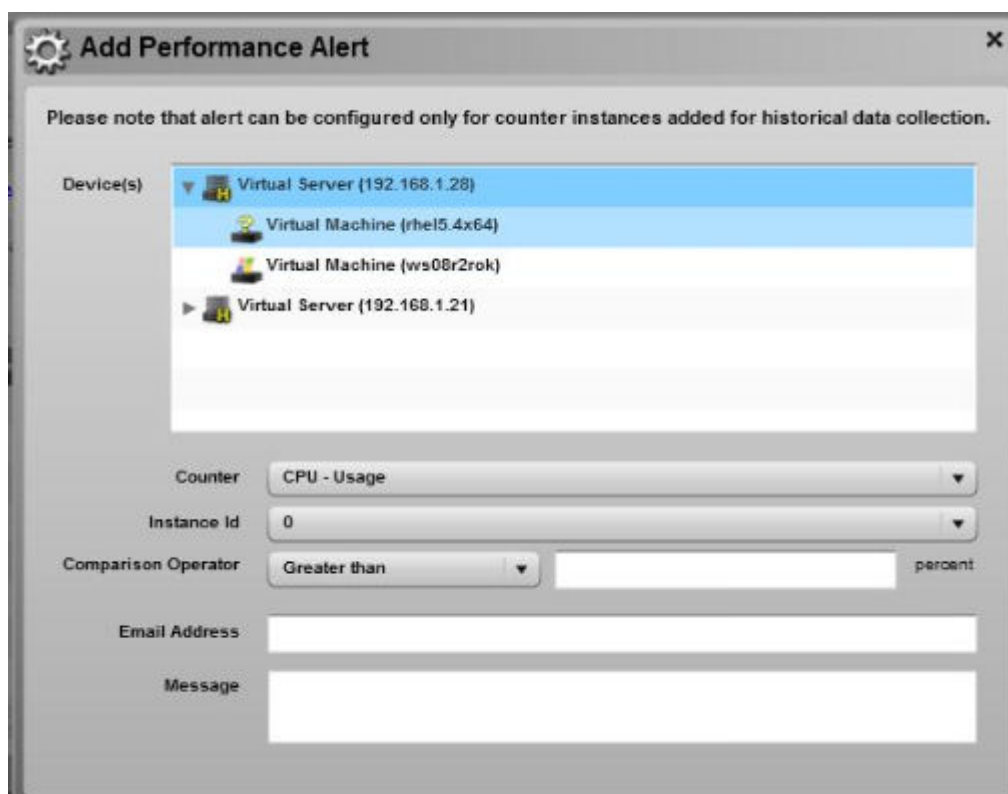 Add Performance Alert
Please note that alert can be configured only for counter instances added for historical data collection.
Device(s)
Virtual Server (192.168.1.28)
Virtual Machine (rhel5.4x64)
Virtual Machine (ws08r2rok)
Virtual Server (192.168.1.21)
Counter CPU - Usage
Instance Id 0
Comparison Operator Greater than percent
Email Address
Message